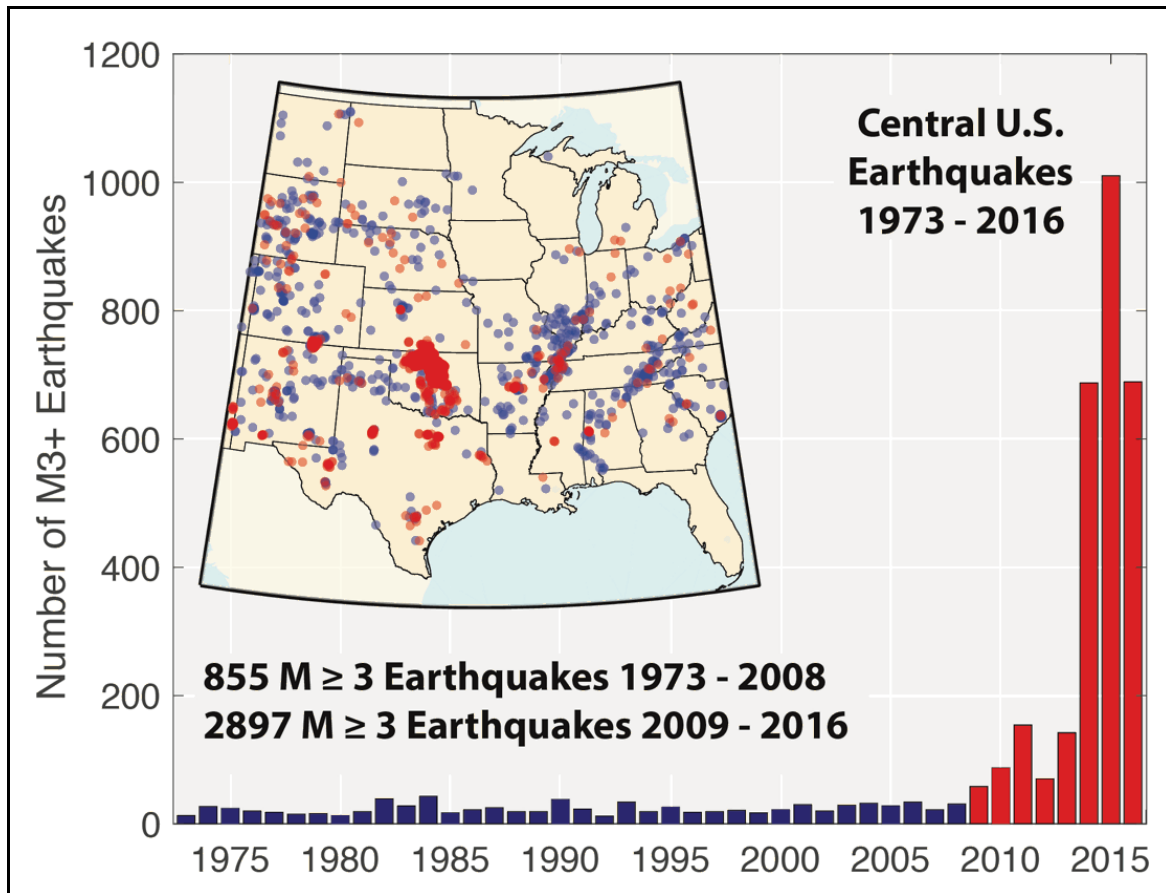 1200
1000
800
600
400
200
0
Number of M3+ Earthquakes
Central U.S.
Earthquakes
1973 - 2016
855 M ≥ 3 Earthquakes 1973 - 2008
2897 M ≥ 3 Earthquakes 2009 - 2016
1975 1980 1985 1990 1995 2000 2005 2010 2015